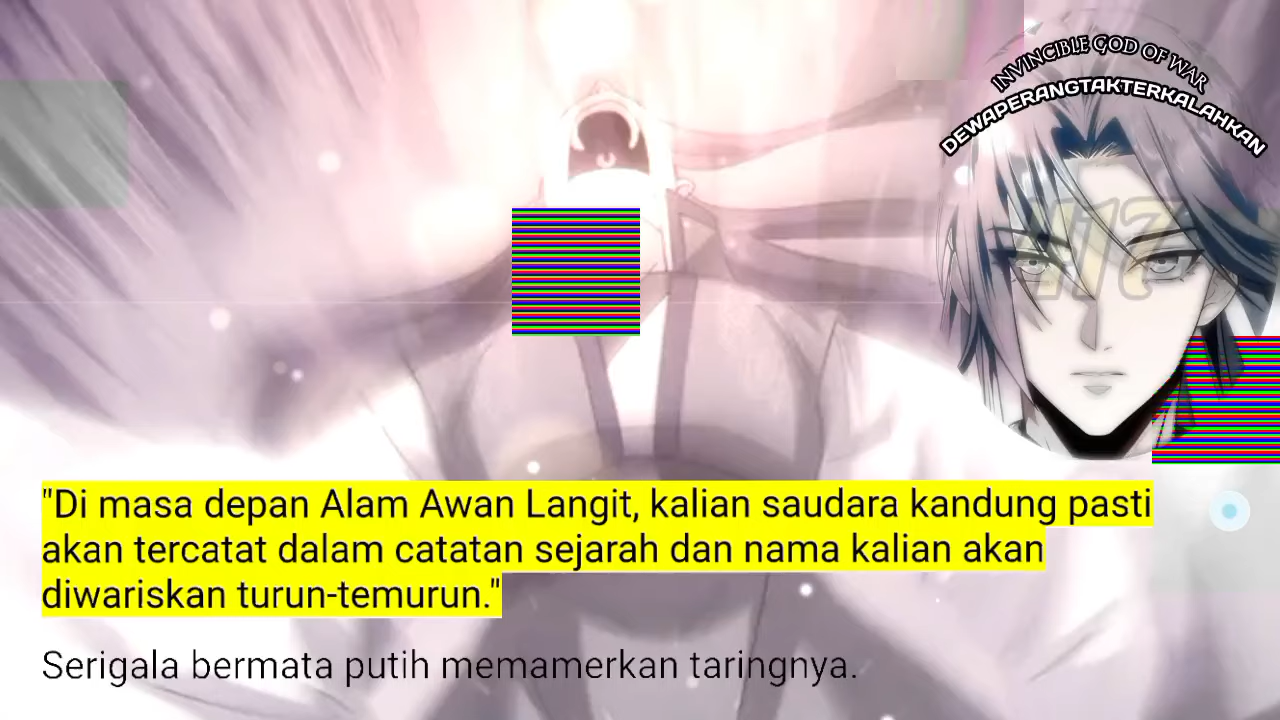 INVINCIBLE GOD OF WAR
DEWAPERANGTAKTERKALAHKAN
417
"Di masa depan Alam Awan Langit, kalian saudara kandung pasti
akan tercatat dalam catatan sejarah dan nama kalian akan
diwariskan turun-temurun."
Serigala bermata putih memamerkan taringnya.